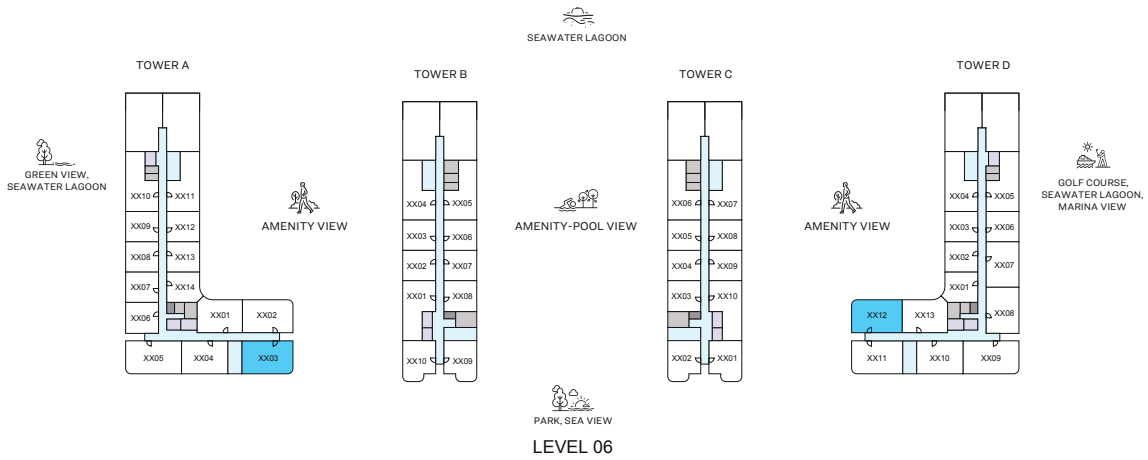 SEAWATER LAGOON
TOWER A
TOWER B
TOWER C
TOWER D
GREEN VIEW,
SEAWATER LAGOON
AMENITY VIEW
AMENITY-POOL VIEW
AMENITY VIEW
GOLF COURSE,
SEAWATER LAGOON,
MARINA VIEW
XX10 XX11
XX09 XX12
XX08 XX13
XX07 XX14
XX06 XX01 XX02
XX05 XX04 XX03
XX04 XX05
XX03 XX06
XX02 XX07
XX01 XX08
XX10 XX09
XX06 XX07
XX05 XX08
XX04 XX09
XX03 XX10
XX02 XX01
XX04 XX05
XX03 XX06
XX02 XX07
XX01
XX12 XX13 XX08
XX11 XX10 XX09
PARK, SEA VIEW
LEVEL 06